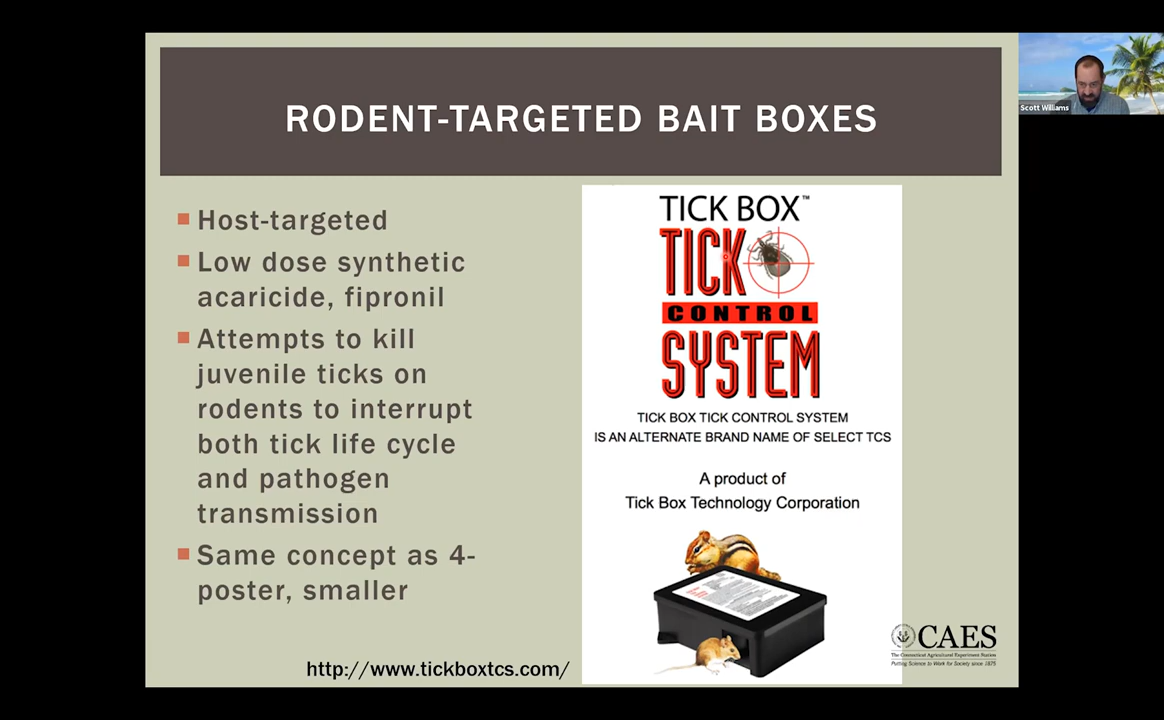 RODENT-TARGETED BAIT BOXES
Scott Williams
Host-targeted
Low dose synthetic
acaricide, fipronil
Attempts to kill
juvenile ticks on
rodents to interrupt
both tick life cycle
and pathogen
transmission
Same concept as 4-
poster, smaller
http://www.tickboxtcs.com/
TICK BOX™
TICK
CONTROL
SYSTEM
TICK BOX TICK CONTROL SYSTEM
IS AN ALTERNATE BRAND NAME OF SELECT TCS
A product of
Tick Box Technology Corporation
CAES
The Connecticut Agricultural Experiment Station
Putting Science to Work for Society since 1875